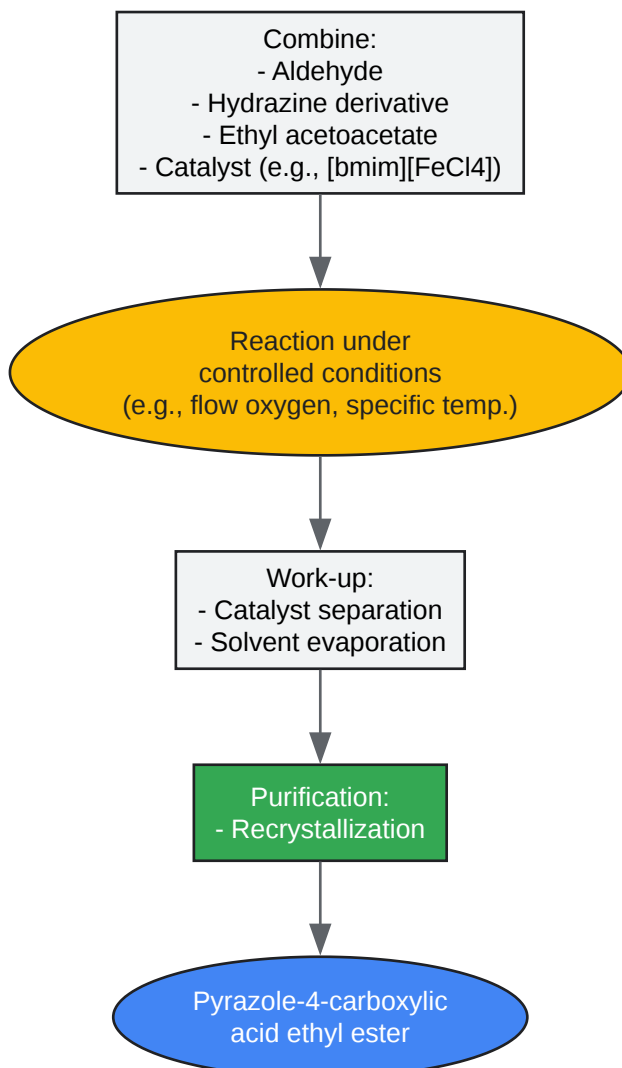 Combine:
- Aldehyde
- Hydrazine derivative
- Ethyl acetoacetate
- Catalyst (e.g., [bmim][FeCl4])
Reaction under
controlled conditions
(e.g., flow oxygen, specific temp.)
Work-up:
- Catalyst separation
- Solvent evaporation
Purification:
- Recrystallization
Pyrazole-4-carboxylic
acid ethyl ester